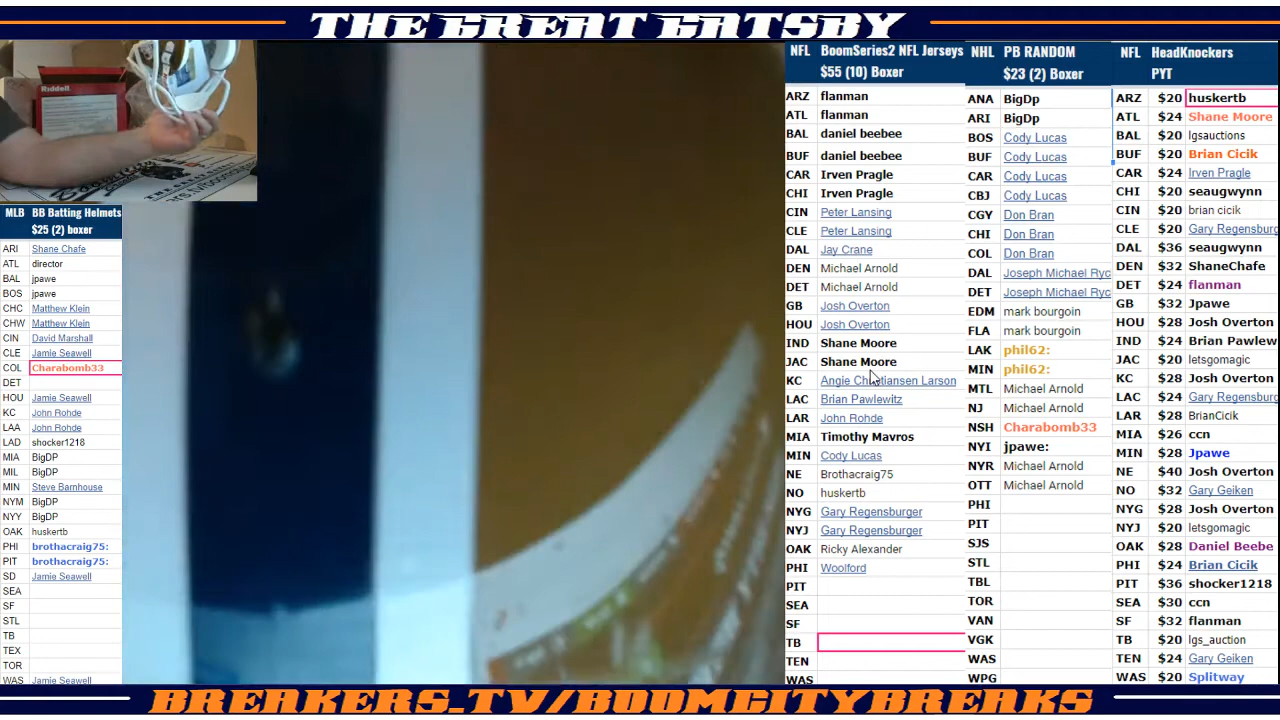 THE GREAT GATSBY
Riddell
MLB BB Batting Helmets
$25 (2) boxer
ARI Shane Chafe
ATL director
BAL jpawe
BOS jpawe
CHC Matthew Klein
CHW Matthew Klein
CIN David Marshall
CLE Jamie Seawell
COL Charabomb33
DET
HOU Jamie Seawell
KC John Rohde
LAA John Rohde
LAD shocker1218
MIA BigDP
MIL BigDP
MIN Steve Barnhouse
NYM BigDP
NYY BigDP
OAK huskertb
PHI brothacraig75:
PIT brothacraig75:
SD Jamie Seawell
SEA
SF
STL
TB
TEX
TOR
WAS Jamie Seawell
NFL BoomSeries2 NFL Jerseys
$55 (10) Boxer
ARZ flanman
ATL flanman
BAL daniel beebee
BUF daniel beebee
CAR Irven Pragle
CHI Irven Pragle
CIN Peter Lansing
CLE Peter Lansing
DAL Jay Crane
DEN Michael Arnold
DET Michael Arnold
GB Josh Overton
HOU Josh Overton
IND Shane Moore
JAC Shane Moore
KC Angie Christiansen Larson
LAC Brian Pawlewitz
LAR John Rohde
MIA Timothy Mavros
MIN Cody Lucas
NE Brothacraig75
NO huskertb
NYG Gary Regensburger
NYJ Gary Regensburger
OAK Ricky Alexander
PHI Woolford
PIT
SEA
SF
TB
TEN
WAS
NHL PB RANDOM
$23 (2) Boxer
ANA BigDp
ARI BigDp
BOS Cody Lucas
BUF Cody Lucas
CAR Cody Lucas
CBJ Cody Lucas
CGY Don Bran
CHI Don Bran
COL Don Bran
DAL Joseph Michael Ryc
DET Joseph Michael Ryc
EDM mark bourgoin
FLA mark bourgoin
LAK phil62:
MIN phil62:
MTL Michael Arnold
NJ Michael Arnold
NSH Charabomb33
NYI jpawe:
NYR Michael Arnold
OTT Michael Arnold
PHI
PIT
SJS
STL
TBL
TOR
VAN
VGK
WAS
WPG
NFL HeadKnockers
PYT
ARZ $20 huskertb
ATL $24 Shane Moore
BAL $20 lgsauctions
BUF $20 Brian Cicik
CAR $24 Irven Pragle
CHI $20 seaugwynn
CIN $20 brian cicik
CLE $20 Gary Regensburg
DAL $36 seaugwynn
DEN $32 ShaneChafe
DET $24 flanman
GB $32 Jpawe
HOU $28 Josh Overton
IND $24 Brian Pawlew
JAC $20 letsgomagic
KC $28 Josh Overton
LAC $24 Gary Regensburg
LAR $28 BrianCicik
MIA $26 ccn
MIN $28 Jpawe
NE $40 Josh Overton
NO $32 Gary Geiken
NYG $28 Josh Overton
NYJ $20 letsgomagic
OAK $28 Daniel Beebe
PHI $24 Brian Cicik
PIT $36 shocker1218
SEA $30 ccn
SF $32 flanman
TB $20 lgs_auction
TEN $24 Gary Geiken
WAS $20 Splitway
BREAKERS.TV/BOOMCITYBREAKS